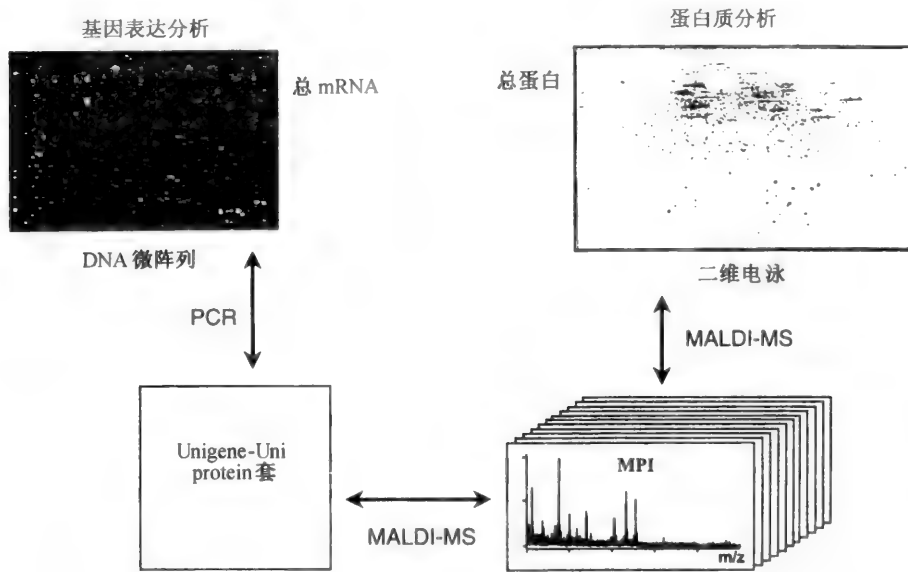 基因表达分析
总 mRNA
DNA 微阵列
PCR
蛋白质分析
总蛋白
二维电泳
MALDI-MS
Unigene-Uni
protein 套
MALDI-MS
MPI
m/z